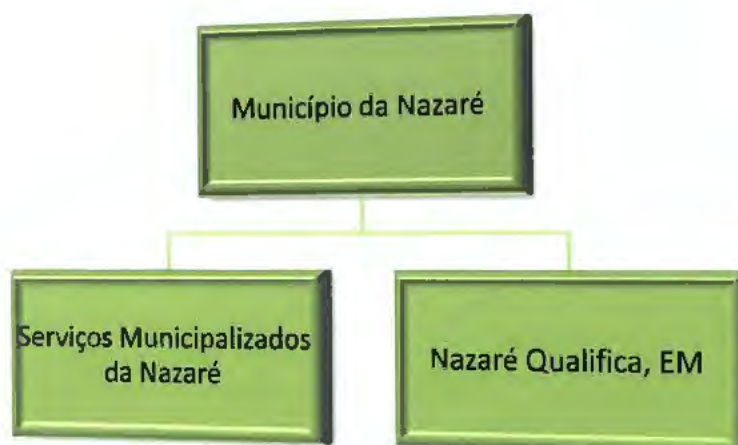 Município da Nazaré
Serviços Municipalizados
da Nazaré
Nazaré Qualifica, EM